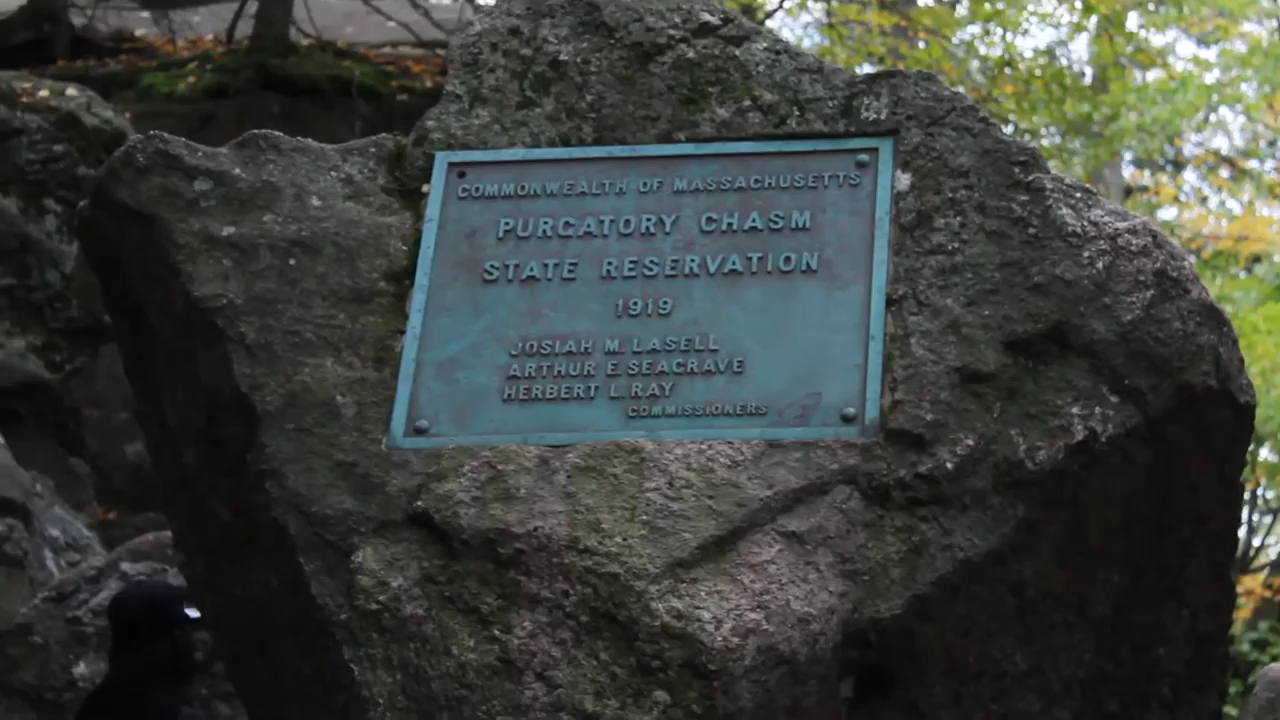 COMMONWEALTH OF MASSACHUSETTS
PURGATORY CHASM
STATE RESERVATION
1919
JOSIAH M. LASELL
ARTHUR E. SEAGRAVE
HERBERT L. RAY
COMMISSIONERS